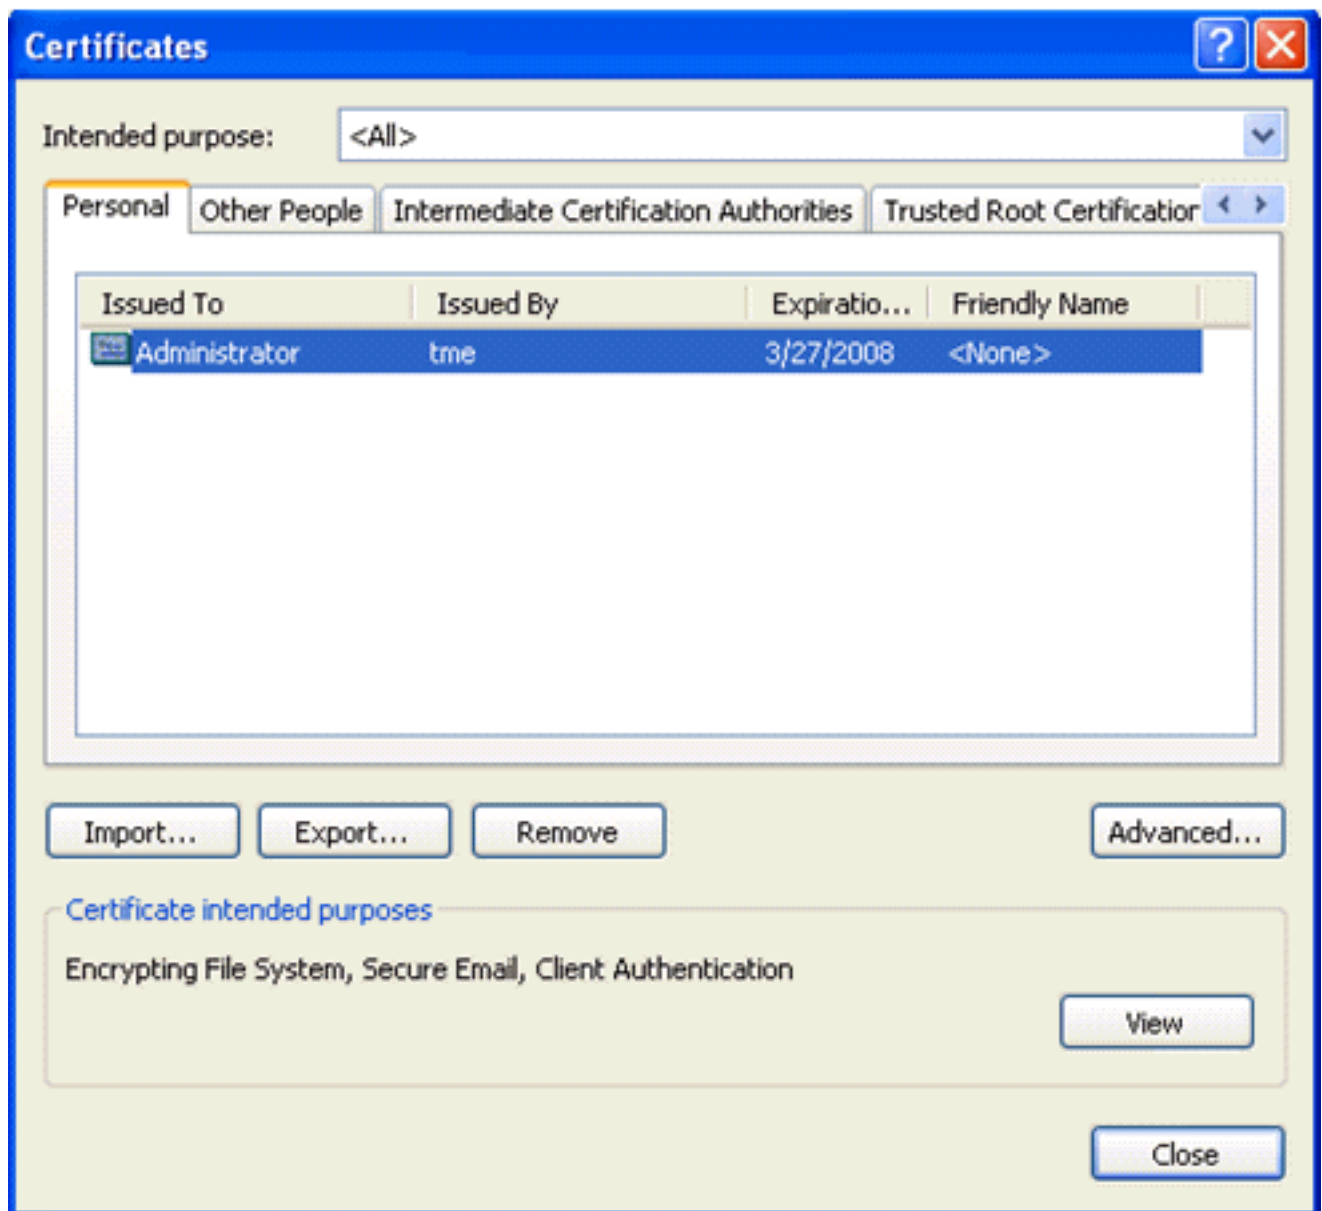 Certificates
Intended purpose: <All>
Personal Other People Intermediate Certification Authorities Trusted Root Certification
Issued To Issued By Expiratio... Friendly Name
Administrator tme 3/27/2008 <None>
Import... Export... Remove Advanced...
Certificate intended purposes
Encrypting File System, Secure Email, Client Authentication
View
Close